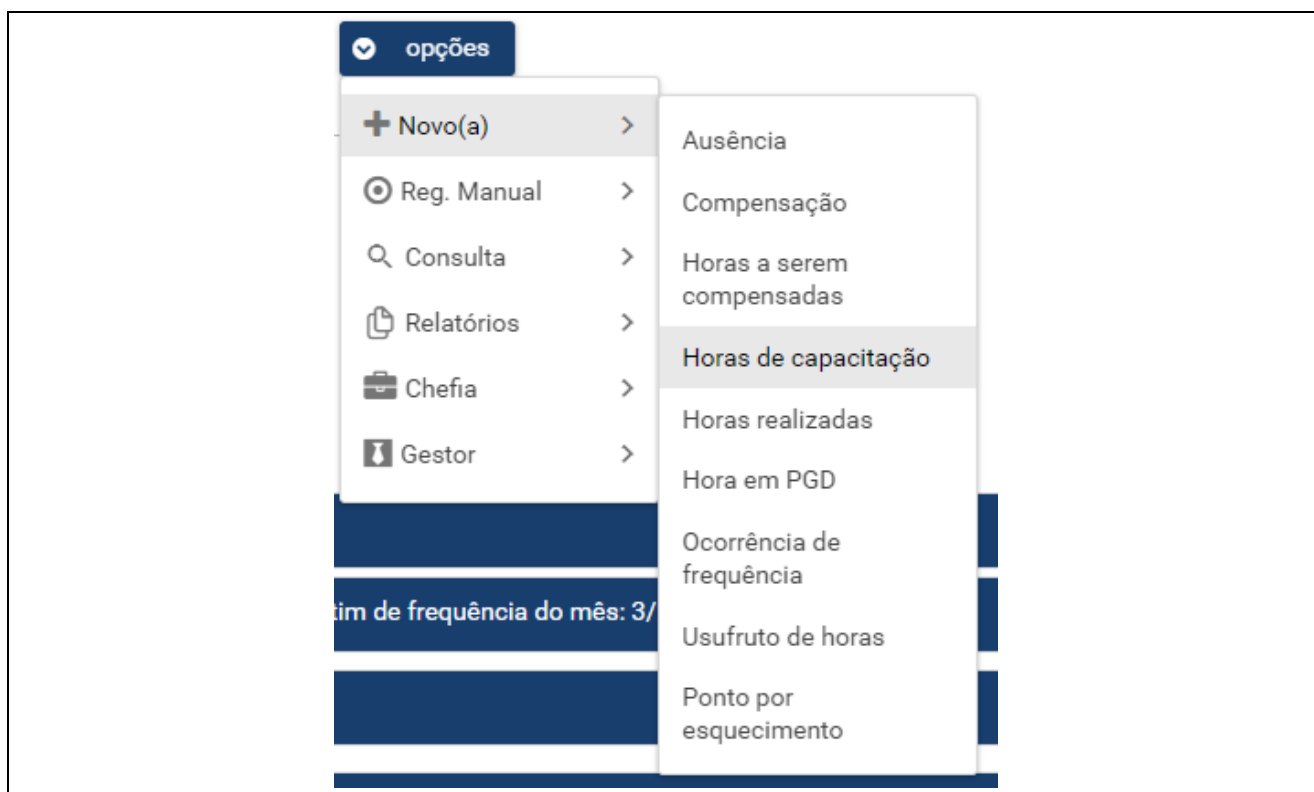 opções
Novo(a)
Reg. Manual
Consulta
Relatórios
Chefia
Gestor
Ausência
Compensação
Horas a serem
compensadas
Horas de capacitação
Horas realizadas
Hora em PGD
Ocorrência de
frequência
Usufruto de horas
Ponto por
esquecimento
tim de frequência do mês: 3/